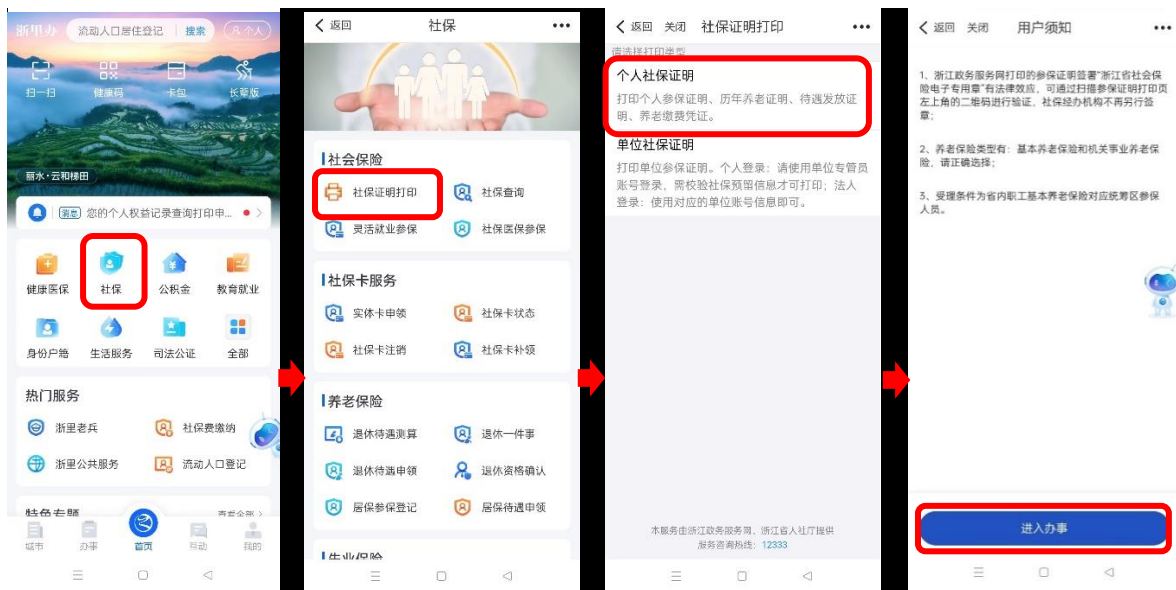 浙里办
流动人口居住登记 搜索
个人
扫一扫 健康码 卡包 长辈版
丽水·云和梯田
消息 您的个人权益记录查询打印申...
健康医保 社保 公积金 教育就业
身份户籍 生活服务 司法公证 全部
热门服务
浙里老兵 社保费缴纳
浙里公共服务 流动人口登记
特色专题 查看全部
城市 办事 首页 互动 我的
返回 社保
社会保险
社保证明打印 社保查询
灵活就业参保 社保医保参保
社保卡服务
实体卡申领 社保卡状态
社保卡注销 社保卡补领
养老保险
退休待遇测算 退休一件事
退休待遇申领 退休资格确认
居保参保登记 居保待遇申领
失业保险
返回 关闭 社保证明打印
请选择打印类型
个人社保证明
打印个人参保证明、历年养老证明、待遇发放证
明、养老缴费凭证。
单位社保证明
打印单位参保证明。个人登录：请使用单位专管员
账号登录，需校验社保预留信息才可打印；法人
登录：使用对应的单位账号信息即可。
本服务由浙江政务服务网、浙江省人社厅提供
服务咨询热线：12333
返回 关闭 用户须知
1、浙江政务服务网打印的参保证明签署“浙江省社会保
险电子专用章”有法律效应，可通过扫描参保证明打印页
左上角的二维码进行验证，社保经办机构不再另行签
章；
2、养老保险类型有：基本养老保险和机关事业养老保
险，请正确选择；
3、受理条件为省内职工基本养老保险对应统筹区参保
人员。
进入办事